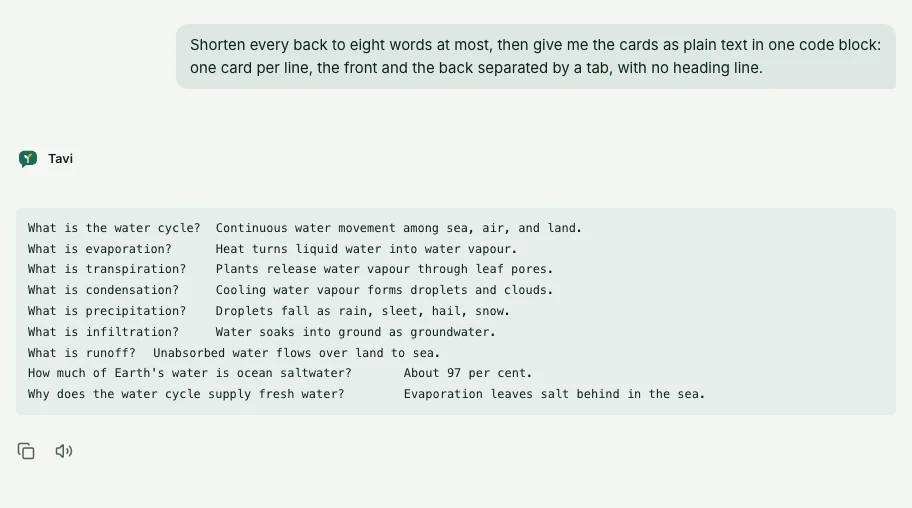 Shorten every back to eight words at most, then give me the cards as plain text in one code block:
one card per line, the front and the back separated by a tab, with no heading line.
Tavi
What is the water cycle?	Continuous water movement among sea, air, and land.
What is evaporation?	Heat turns liquid water into water vapour.
What is transpiration?	Plants release water vapour through leaf pores.
What is condensation?	Cooling water vapour forms droplets and clouds.
What is precipitation?	Droplets fall as rain, sleet, hail, snow.
What is infiltration?	Water soaks into ground as groundwater.
What is runoff?	Unabsorbed water flows over land to sea.
How much of Earth's water is ocean saltwater?	About 97 per cent.
Why does the water cycle supply fresh water?	Evaporation leaves salt behind in the sea.